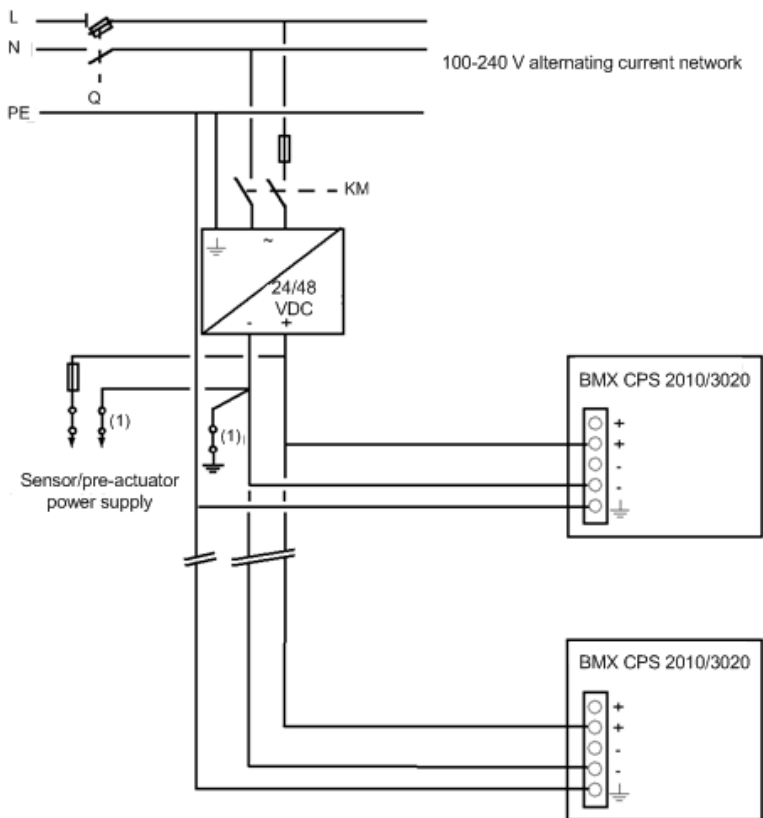 L
N
100-240 V alternating current network
Q
PE
KM
~
24/48
VDC
- +
BMX CPS 2010/3020
+
(1)
(1)
+
-
Sensor/pre-actuator
power supply
-
BMX CPS 2010/3020
+
+
-
-